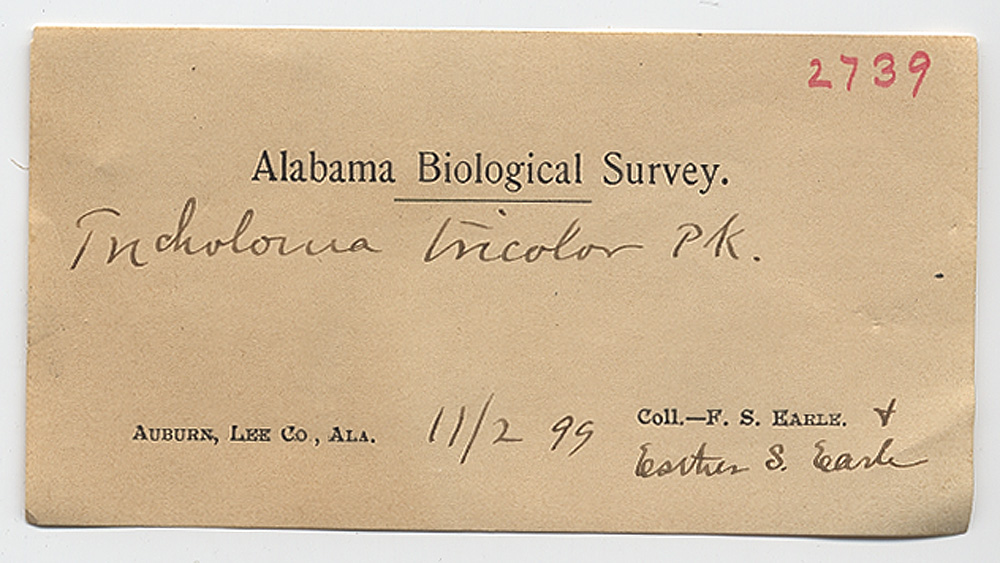 2739
Alabama Biological Survey.
Tricholoma tricolor PK.
AUBURN, LEE CO., ALA. 11/2 99 Coll.—F. S. EARLE. &
Esther S. Earle